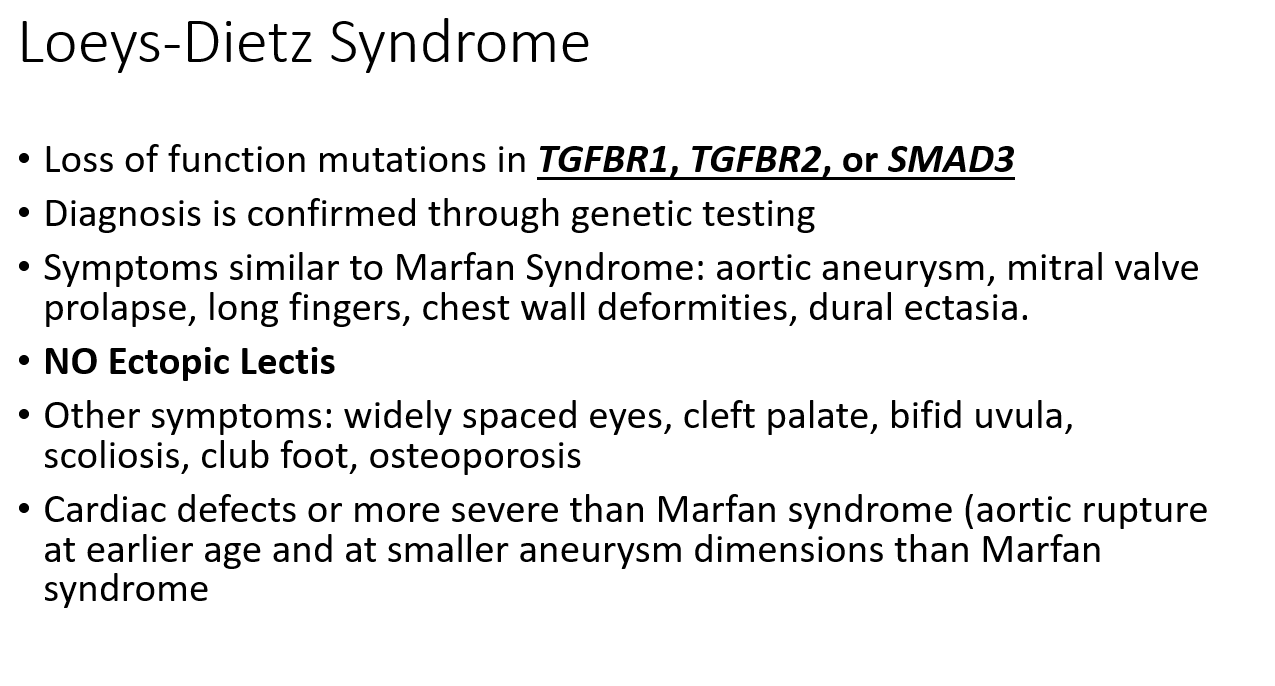 Loeys-Dietz Syndrome
• Loss of function mutations in TGFBR1, TGFBR2, or SMAD3
• Diagnosis is confirmed through genetic testing
• Symptoms similar to Marfan Syndrome: aortic aneurysm, mitral valve
prolapse, long fingers, chest wall deformities, dural ectasia.
• NO Ectopic Lectis
• Other symptoms: widely spaced eyes, cleft palate, bifid uvula,
scoliosis, club foot, osteoporosis
• Cardiac defects or more severe than Marfan syndrome (aortic rupture
at earlier age and at smaller aneurysm dimensions than Marfan
syndrome